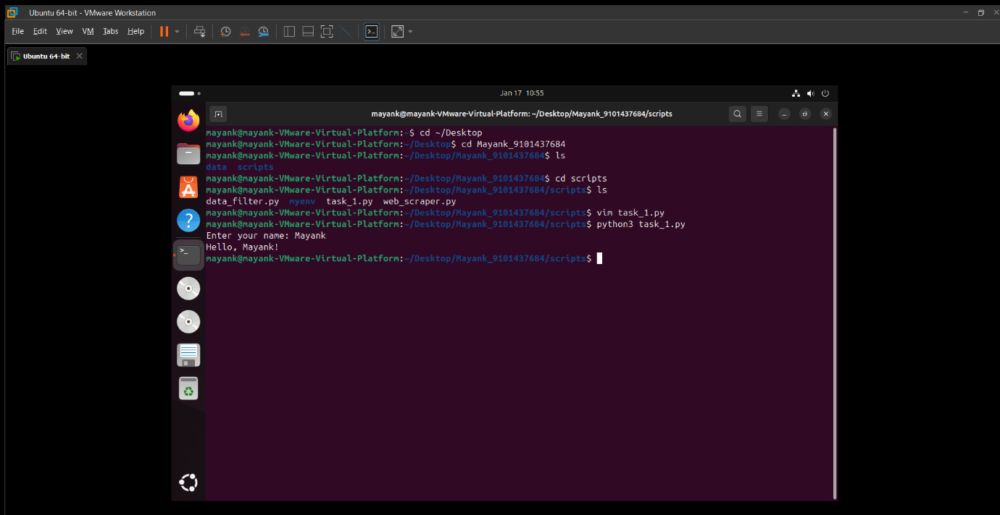 Ubuntu 64-bit - VMware Workstation
File Edit View VM Tabs Help
Ubuntu 64-bit
Jan 17 10:55
mayank@mayank-VMware-Virtual-Platform: ~/Desktop/Mayank_9101437684/scripts
mayank@mayank-VMware-Virtual-Platform:~$ cd ~/Desktop
mayank@mayank-VMware-Virtual-Platform:~/Desktop$ cd Mayank_9101437684
mayank@mayank-VMware-Virtual-Platform:~/Desktop/Mayank_9101437684$ ls
data scripts
mayank@mayank-VMware-Virtual-Platform:~/Desktop/Mayank_9101437684$ cd scripts
mayank@mayank-VMware-Virtual-Platform:~/Desktop/Mayank_9101437684/scripts$ ls
data_filter.py myenv task_1.py web_scraper.py
mayank@mayank-VMware-Virtual-Platform:~/Desktop/Mayank_9101437684/scripts$ vim task_1.py
mayank@mayank-VMware-Virtual-Platform:~/Desktop/Mayank_9101437684/scripts$ python3 task_1.py
Enter your name: Mayank
Hello, Mayank!
mayank@mayank-VMware-Virtual-Platform:~/Desktop/Mayank_9101437684/scripts$